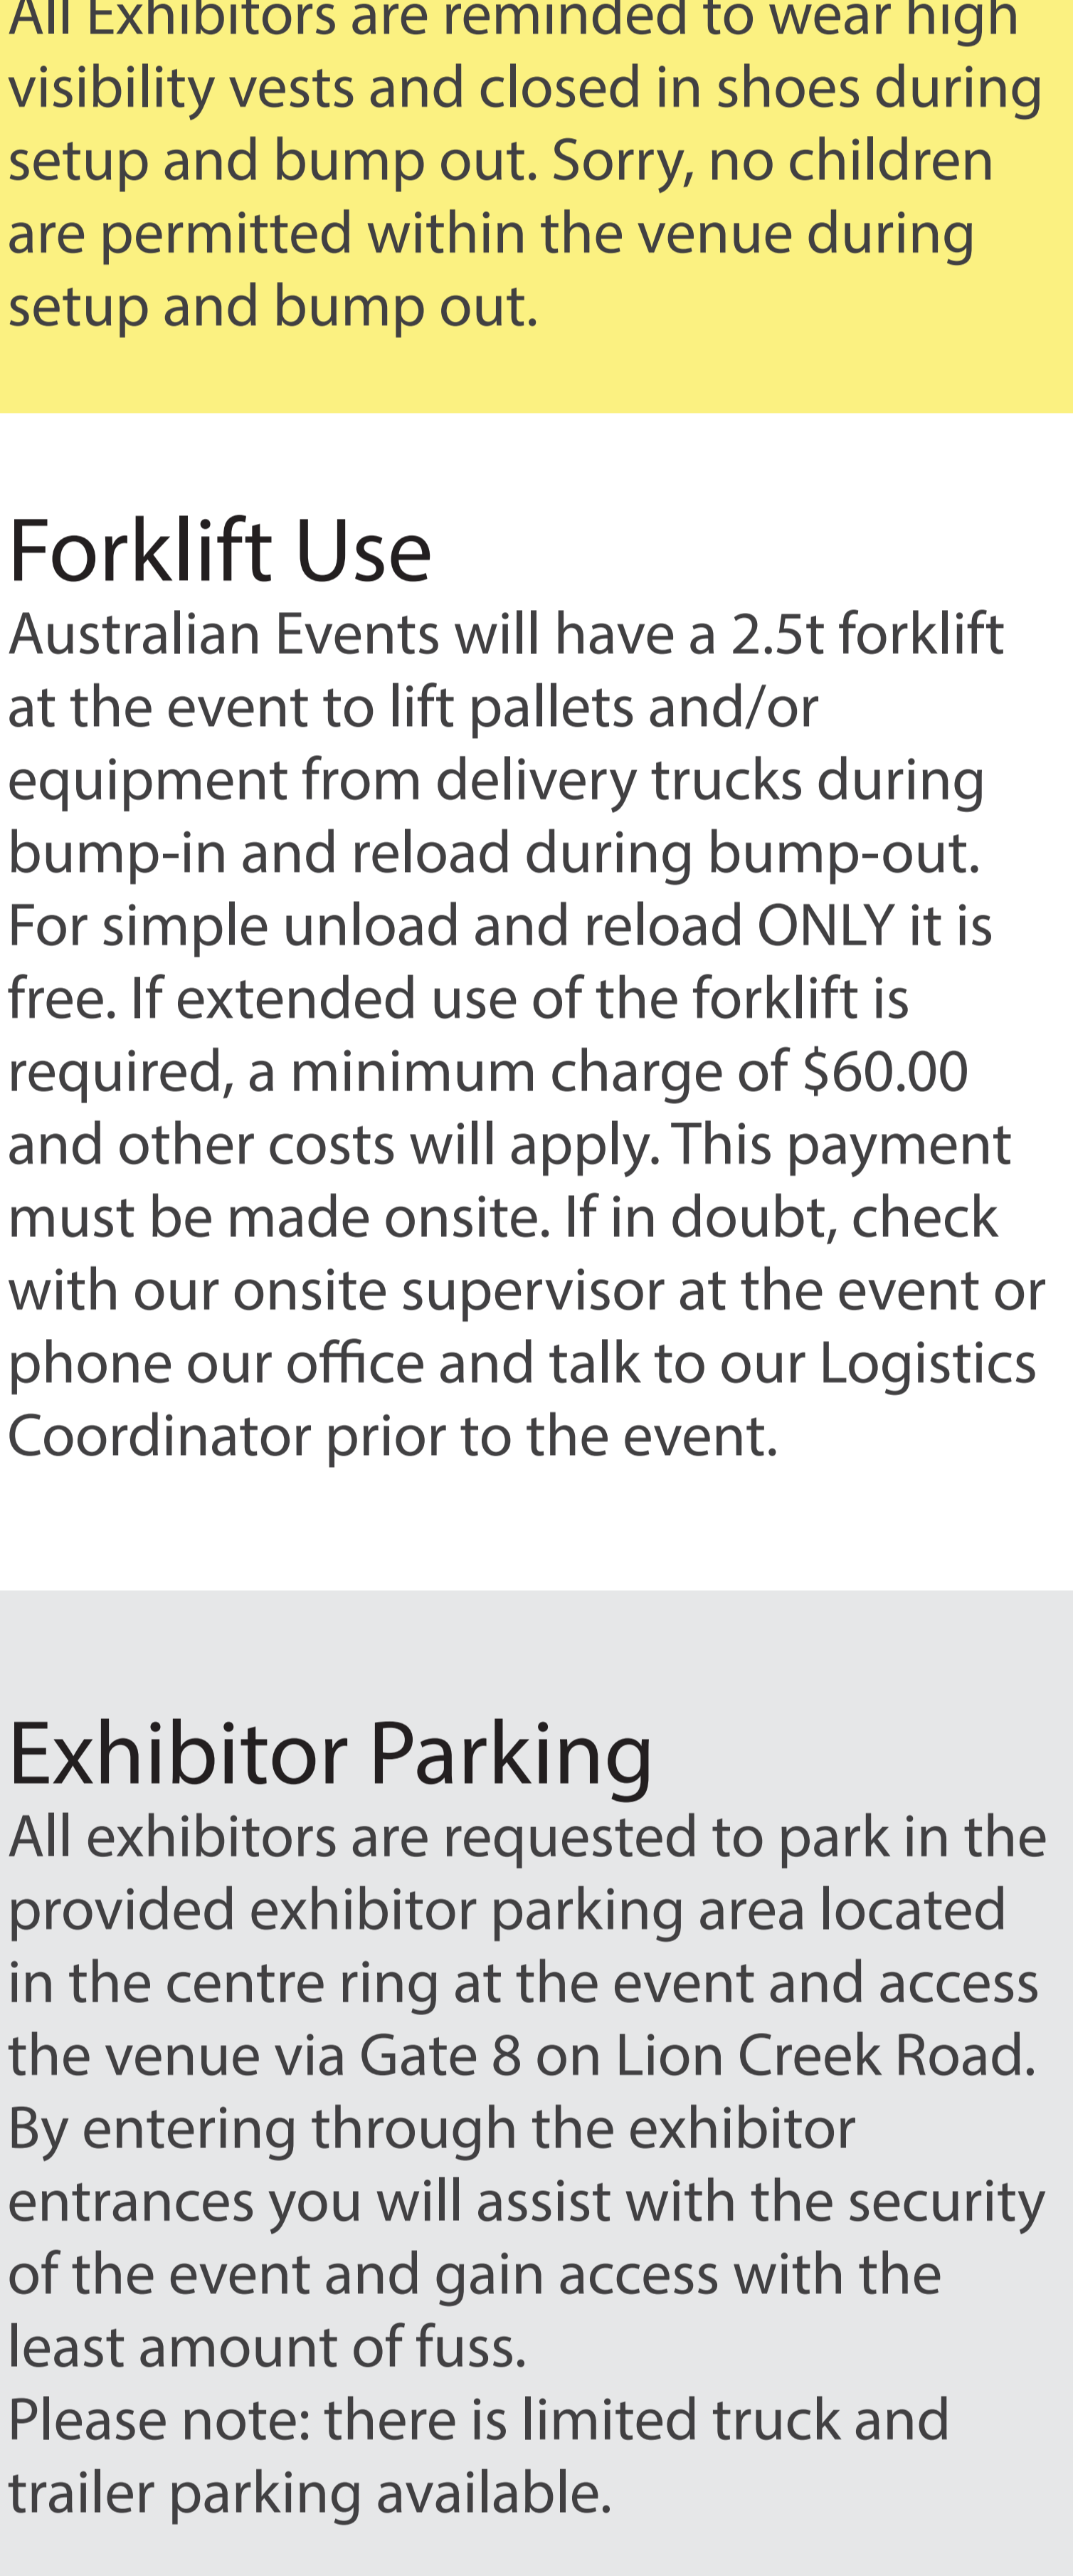 All Exhibitors are reminded to wear high
visibility vests and closed in shoes during
setup and bump out. Sorry, no children
are permitted within the venue during
setup and bump out.
Forklift Use
Australian Events will have a 2.5t forklift
at the event to lift pallets and/or
equipment from delivery trucks during
bump-in and reload during bump-out.
For simple unload and reload ONLY it is
free. If extended use of the forklift is
required, a minimum charge of $60.00
and other costs will apply. This payment
must be made onsite. If in doubt, check
with our onsite supervisor at the event or
phone our office and talk to our Logistics
Coordinator prior to the event.
Exhibitor Parking
All exhibitors are requested to park in the
provided exhibitor parking area located
in the centre ring at the event and access
the venue via Gate 8 on Lion Creek Road.
By entering through the exhibitor
entrances you will assist with the security
of the event and gain access with the
least amount of fuss.
Please note: there is limited truck and
trailer parking available.